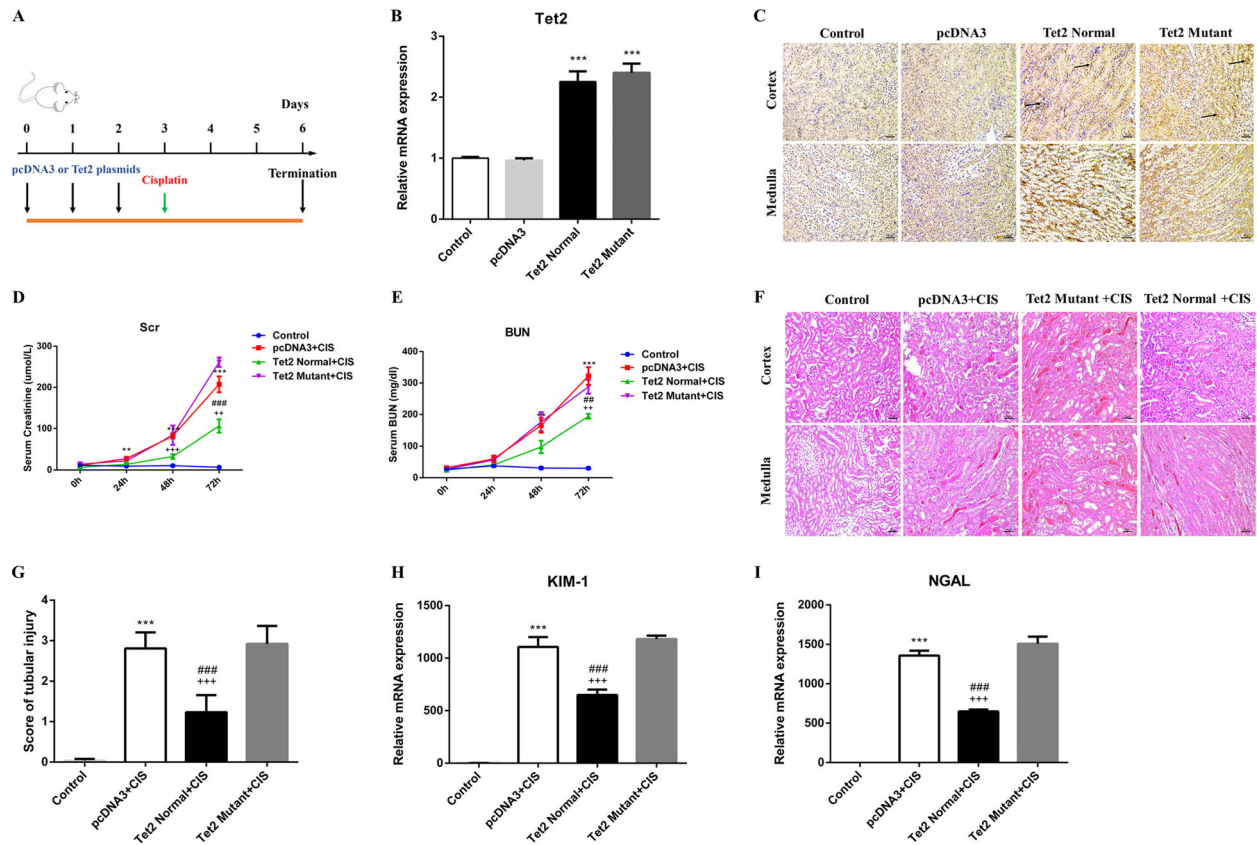 A
Days
0 1 2 3 4 5 6
pcDNA3 or Tet2 plasmids
Cisplatin
Termination
B
Tet2
Relative mRNA expression
3
2
1
0
***
***
Control
pcDNA3
Tet2 Normal
Tet2 Mutant
C
Control pcDNA3 Tet2 Normal Tet2 Mutant
Cortex
Medulla
D
Scr
Serum Creatinine (umol/L)
300
200
100
0
**
+++
***
###
++
0h 24h 48h 72h
Control
pcDNA3+CIS
Tet2 Normal+CIS
Tet2 Mutant+CIS
E
BUN
Serum BUN (mg/dl)
400
300
200
100
0
***
##
++
0h 24h 48h 72h
Control
pcDNA3+CIS
Tet2 Normal+CIS
Tet2 Mutant+CIS
F
Control pcDNA3+CIS Tet2 Mutant +CIS Tet2 Normal +CIS
Cortex
Medulla
G
Score of tubular injury
4
3
2
1
0
***
###
+++
Control
pcDNA3+CIS
Tet2 Normal+CIS
Tet2 Mutant+CIS
H
KIM-1
Relative mRNA expression
1500
1000
500
0
***
###
+++
Control
pcDNA3+CIS
Tet2 Normal+CIS
Tet2 Mutant+CIS
I
NGAL
Relative mRNA expression
2000
1500
1000
500
0
***
###
+++
Control
pcDNA3+CIS
Tet2 Normal+CIS
Tet2 Mutant+CIS